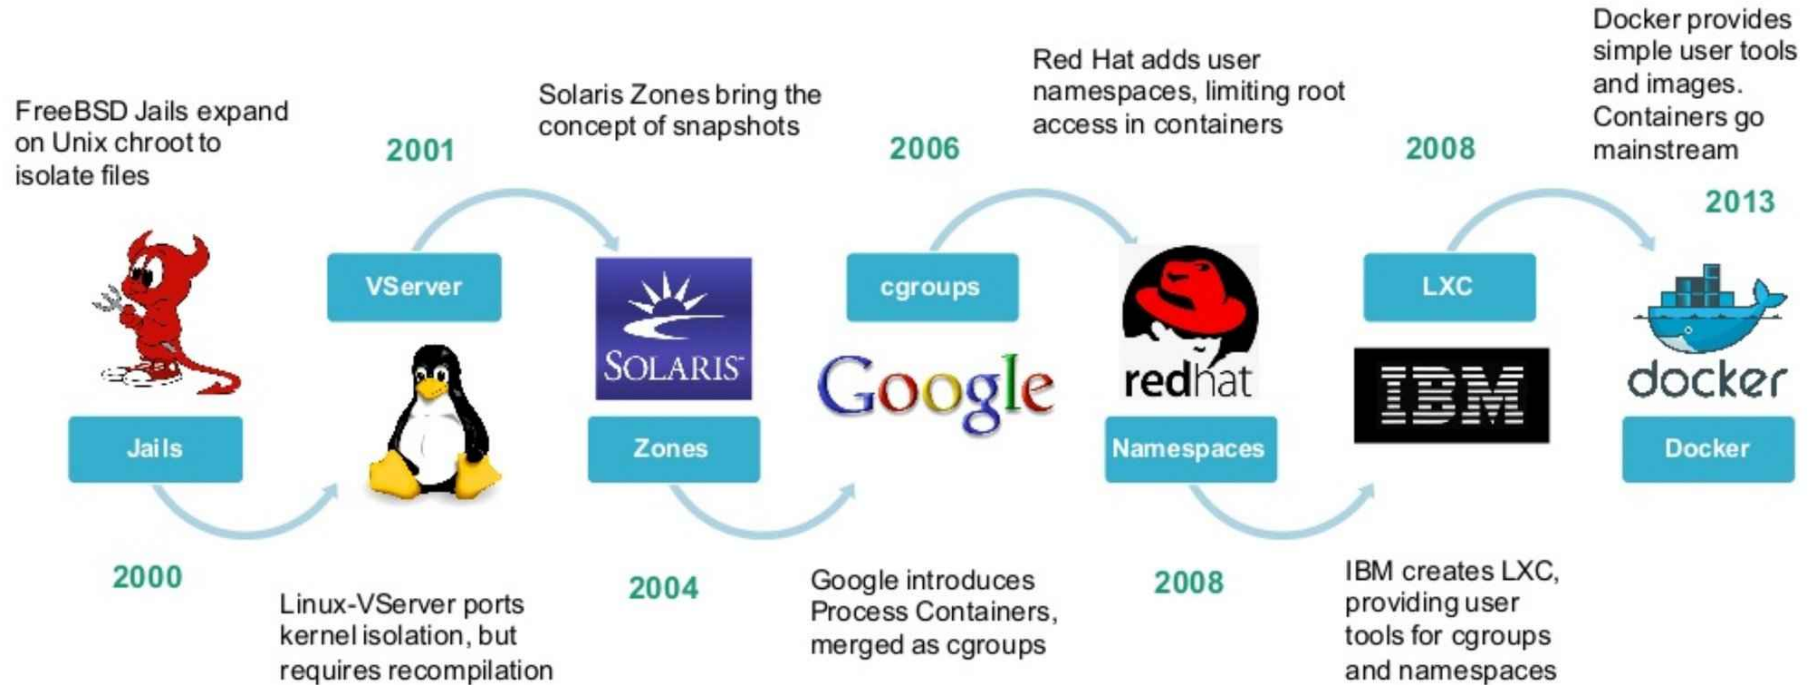 FreeBSD Jails expand
on Unix chroot to
isolate files
Jails
2000
2001
VServer
Linux-VServer ports
kernel isolation, but
requires recompilation
Solaris Zones bring the
concept of snapshots
SOLARIS™
Zones
2004
2006
cgroups
Google
Google introduces
Process Containers,
merged as cgroups
Red Hat adds user
namespaces, limiting root
access in containers
redhat
Namespaces
2008
2008
LXC
IBM
IBM creates LXC,
providing user
tools for cgroups
and namespaces
Docker provides
simple user tools
and images.
Containers go
mainstream
2013
docker
Docker